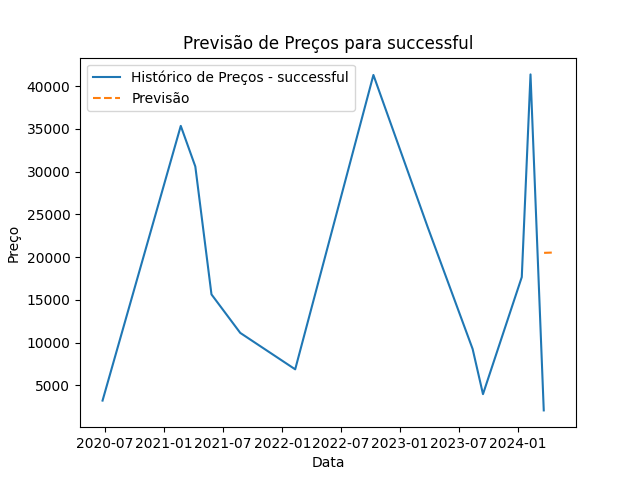 Previsão de Preços para successful
Histórico de Preços - successful
Previsão
40000
35000
30000
25000
20000
15000
10000
5000
Preço
2020-07 2021-01 2021-07 2022-01 2022-07 2023-01 2023-07 2024-01
Data